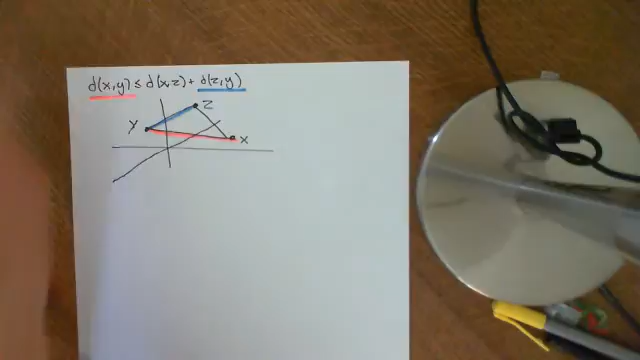 d(x,y) ≤ d(x,z) + d(z,y)
z
y
x